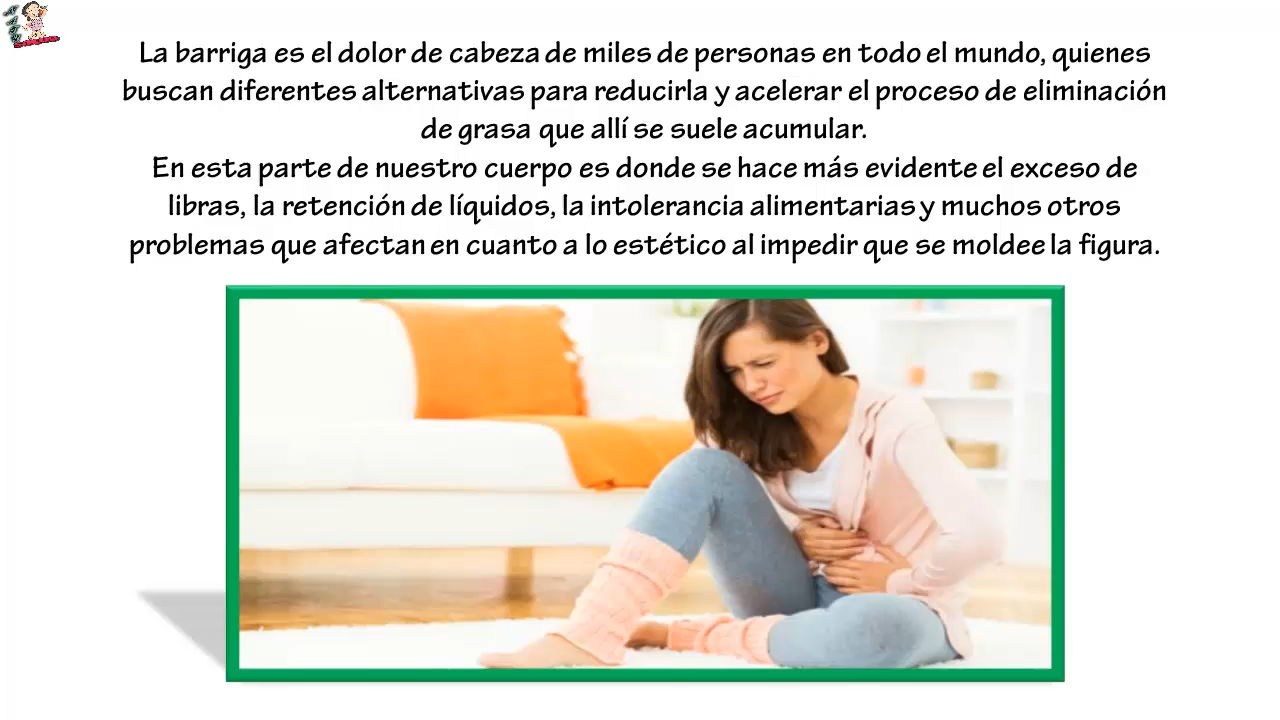 La barriga es el dolor de cabeza de miles de personas en todo el mundo, quienes
buscan diferentes alternativas para reducirla y acelerar el proceso de eliminación
de grasa que allí se suele acumular.
En esta parte de nuestro cuerpo es donde se hace más evidente el exceso de
libras, la retención de líquidos, la intolerancia alimentarias y muchos otros
problemas que afectan en cuanto a lo estético al impedir que se moldee la figura.